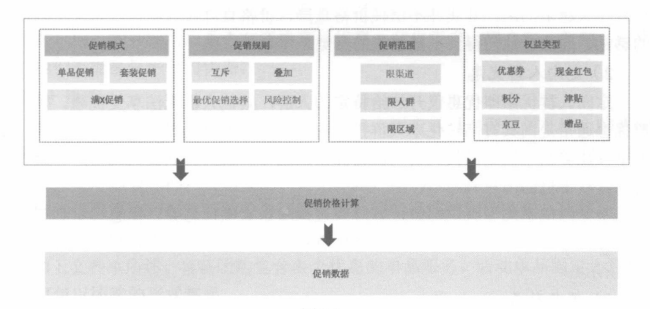 促销模式
单品促销 套装促销
满X促销
促销规则
互斥 叠加
最优促销选择 风险控制
促销范围
限渠道
限人群
限区域
权益类型
优惠券 现金红包
积分 津贴
京豆 赠品
促销价格计算
促销数据